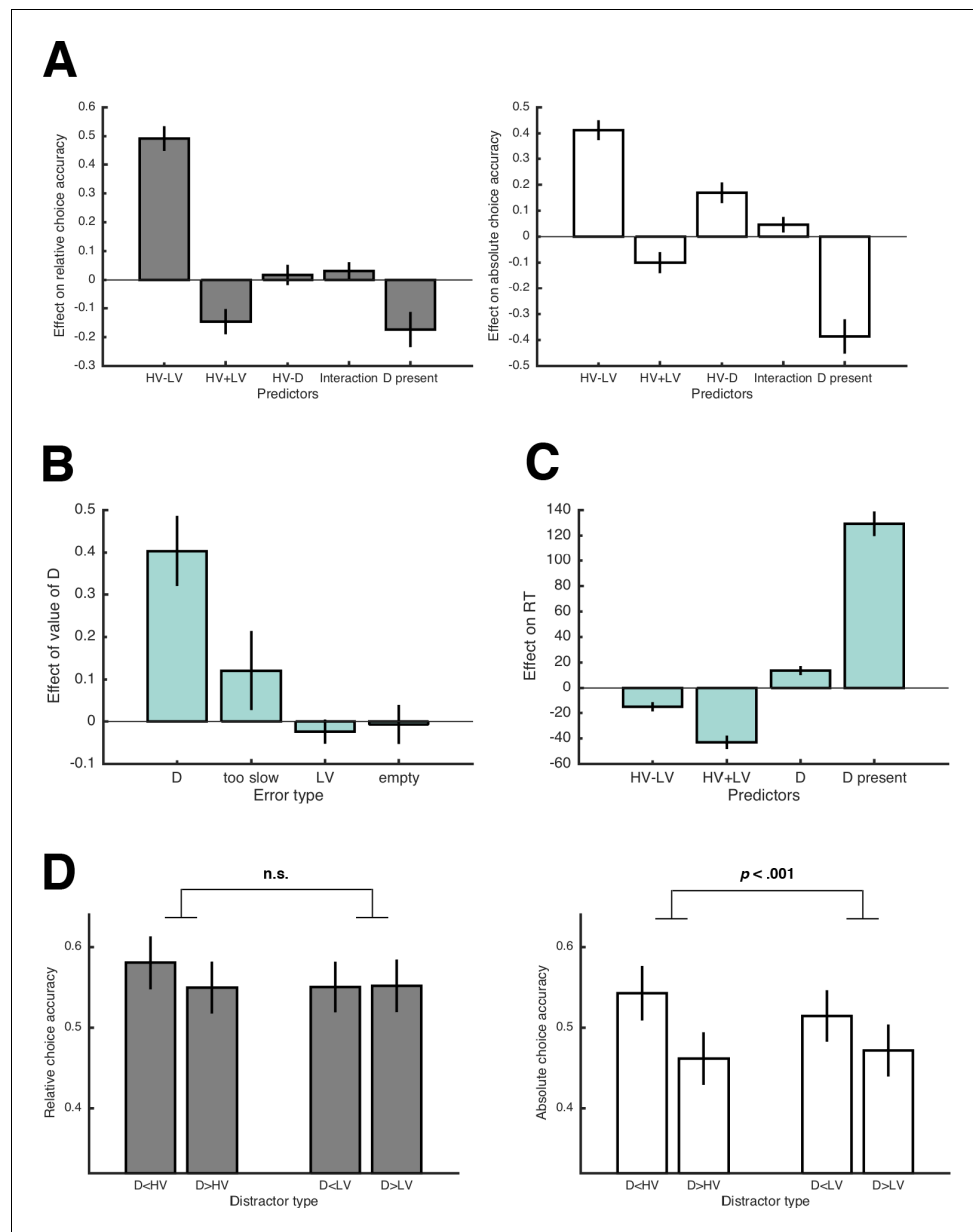 A
Effect on relative choice accuracy
0.6
0.5
0.4
0.3
0.2
0.1
0
-0.1
-0.2
-0.3
HV-LV HV+LV HV-D Interaction D present
Predictors
Effect on absolute choice accuracy
0.5
0.4
0.3
0.2
0.1
0
-0.1
-0.2
-0.3
-0.4
-0.5
HV-LV HV+LV HV-D Interaction D present
Predictors
B
Effect of value of D
0.5
0.4
0.3
0.2
0.1
0
-0.1
D too slow LV empty
Error type
C
Effect on RT
140
120
100
80
60
40
20
0
-20
-40
-60
HV-LV HV+LV D D present
Predictors
D
n.s.
Relative choice accuracy
0.6
0.5
0.4
D<HV D>HV D<LV D>LV
Distractor type
p < .001
Absolute choice accuracy
0.6
0.5
0.4
D<HV D>HV D<LV D>LV
Distractor type